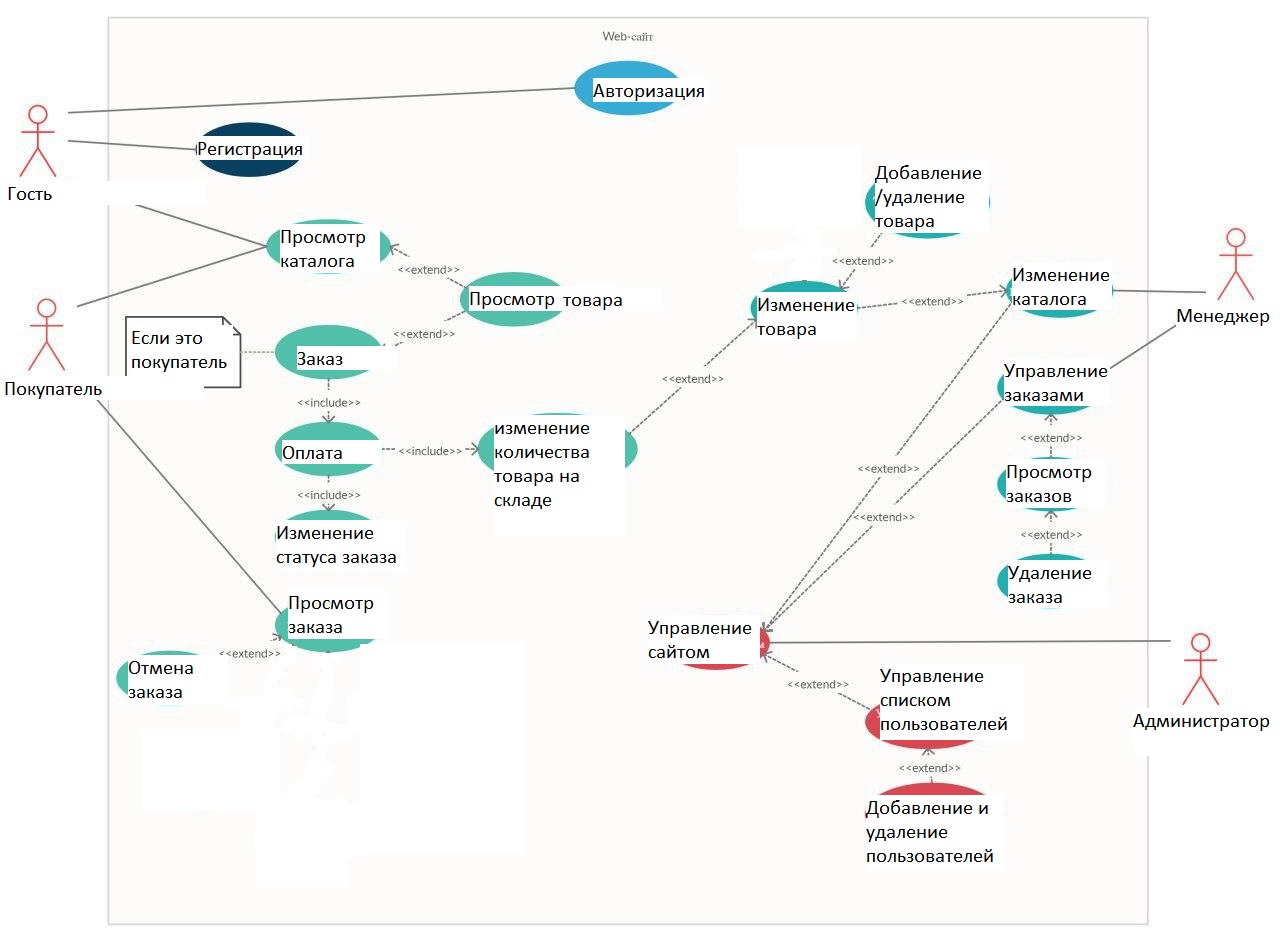 Web-сайт
Авторизация
Регистрация
Гость
Просмотр
каталога
<<extend>>
Просмотр товара
<<extend>>
Добавление
/удаление
товара
<<extend>>
Изменение
товара
<<extend>>
Изменение
каталога
Менеджер
Если это
покупатель
Заказ
Покупатель
<<include>>
Оплата
<<include>>
изменение
количества
товара на
складе
<<extend>>
<<include>>
Изменение
статуса заказа
Управление
заказами
<<extend>>
Просмотр
заказов
<<extend>>
Удаление
заказа
<<extend>>
<<extend>>
Просмотр
заказа
<<extend>>
Отмена
заказа
Управление
сайтом
<<extend>>
Управление
списком
пользователей
Администратор
<<extend>>
Добавление и
удаление
пользователей